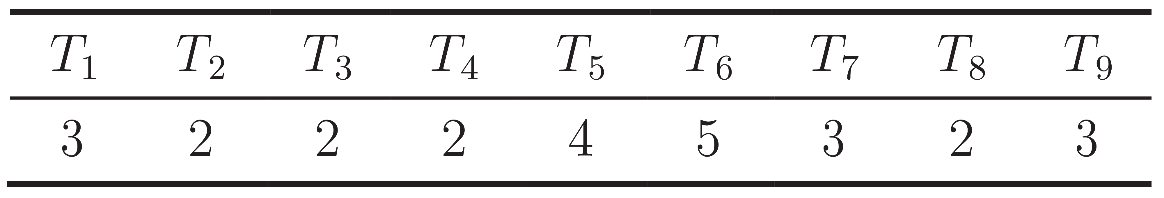 T₁ T₂ T₃ T₄ T₅ T₆ T₇ T₈ T₉
3 2 2 2 4 5 3 2 3